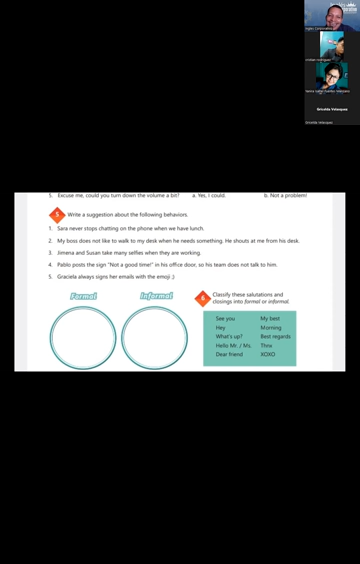 5. Excuse me, could you turn down the volume a bit? a. Yes, I could. b. Not a problem!
5 Write a suggestion about the following behaviors.
1. Sara never stops chatting on the phone when we have lunch.
2. My boss does not like to walk to my desk when he needs something. He shouts at me from his desk.
3. Jimena and Susan take many selfies when they are working.
4. Pablo posts the sign "Not a good time!" in his office door, so his team does not talk to him.
5. Graciela always signs her emails with the emoji ;)
Formal
Informal
6 Classify these salutations and
closings into formal or informal.
See you My best
Hey Morning
What's up? Best regards
Hello Mr. / Ms. Thnx
Dear friend XOXO
Griselda Velasquez
Griselda Velasquez